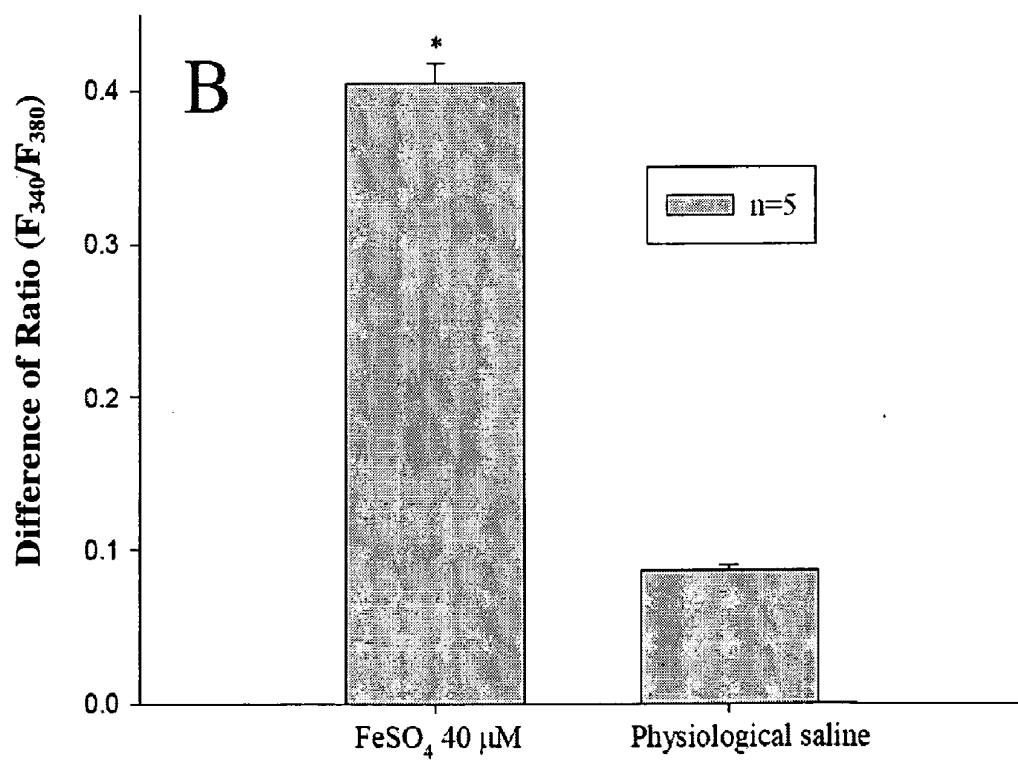 B
*
Difference of Ratio (F₃₄₀/F₃₈₀)
0.4
0.3
0.2
0.1
0.0
n=5
FeSO₄ 40 μM
Physiological saline